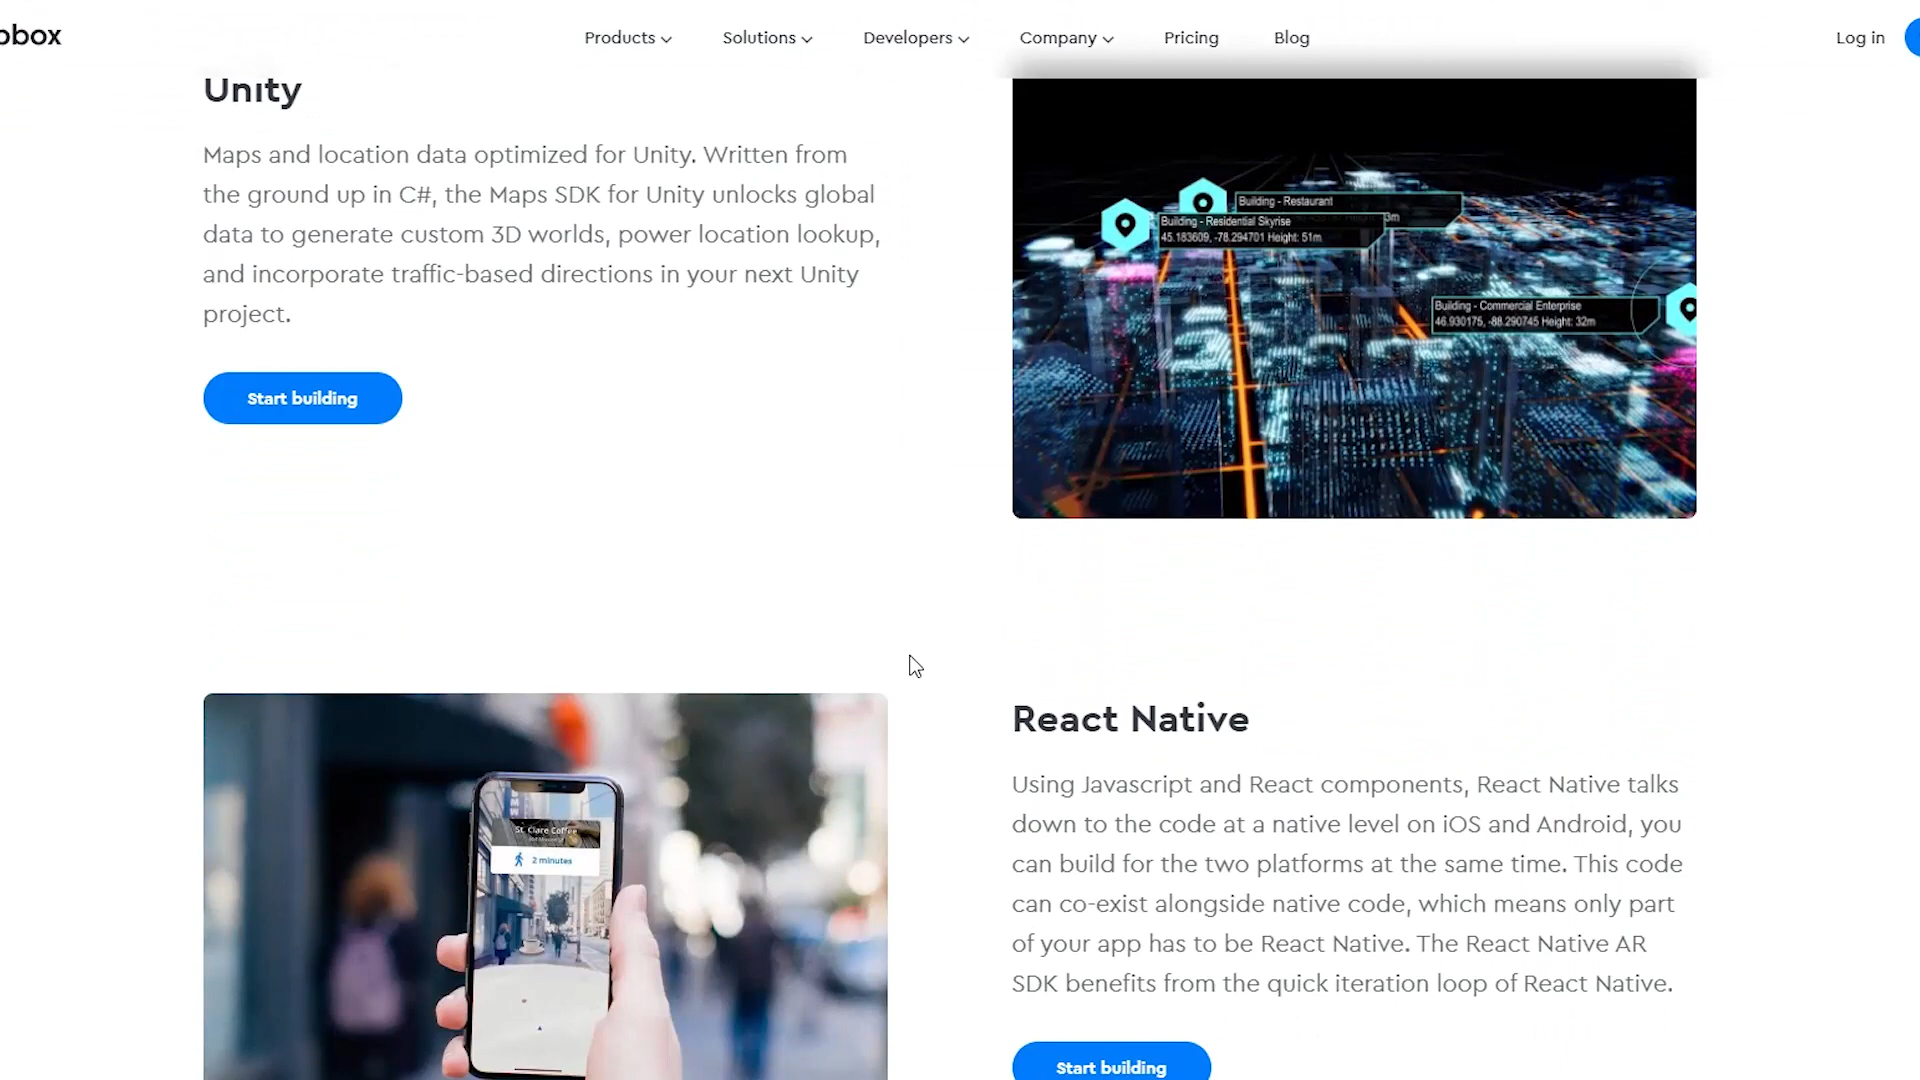 obox
Products
Solutions
Developers
Company
Pricing
Blog
Log in
Unity
Maps and location data optimized for Unity. Written from
the ground up in C#, the Maps SDK for Unity unlocks global
data to generate custom 3D worlds, power location lookup,
and incorporate traffic-based directions in your next Unity
project.
Start building
Building - Restaurant
3m
Building - Residential Skyrise
45.183609, -78.294701 Height: 51m
Building - Commercial Enterprise
46.930175, -88.290745 Height: 32m
St. Clare Coffee
2 minutes
React Native
Using Javascript and React components, React Native talks
down to the code at a native level on iOS and Android, you
can build for the two platforms at the same time. This code
can co-exist alongside native code, which means only part
of your app has to be React Native. The React Native AR
SDK benefits from the quick iteration loop of React Native.
Start building